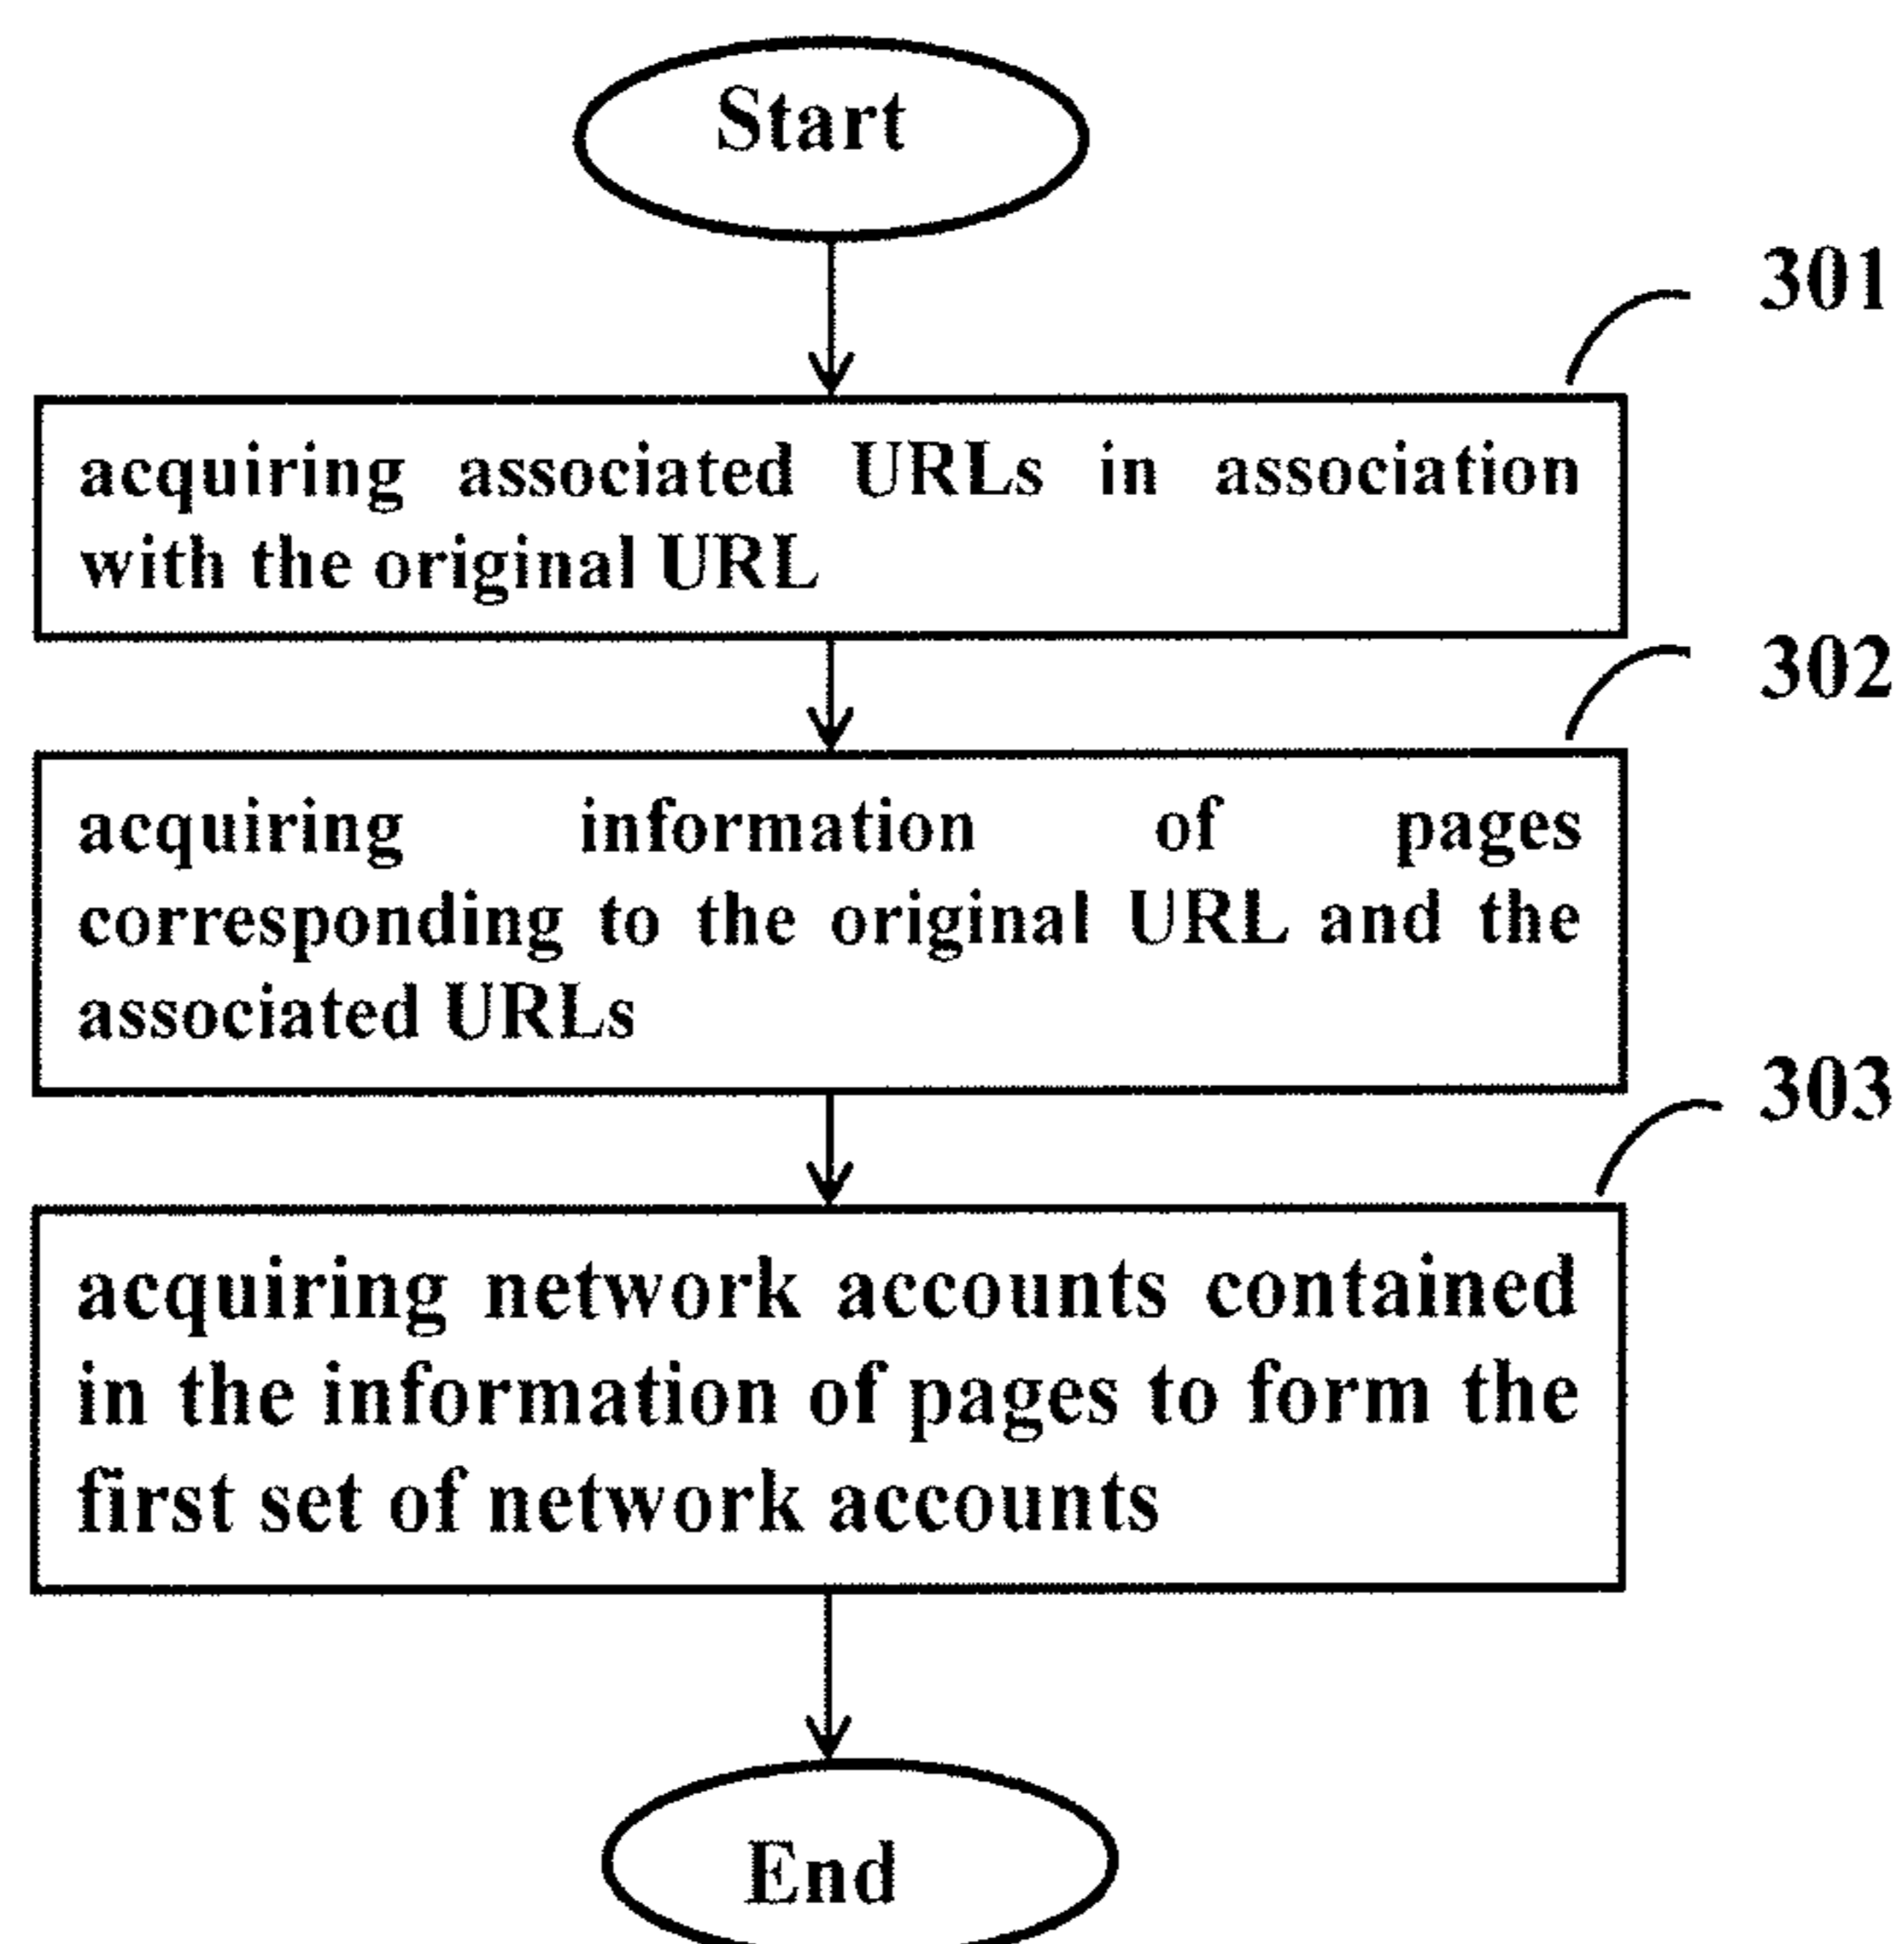 Start
301
acquiring associated URLs in association
with the original URL
302
acquiring information of pages
corresponding to the original URL and the
associated URLs
303
acquiring network accounts contained
in the information of pages to form the
first set of network accounts
End